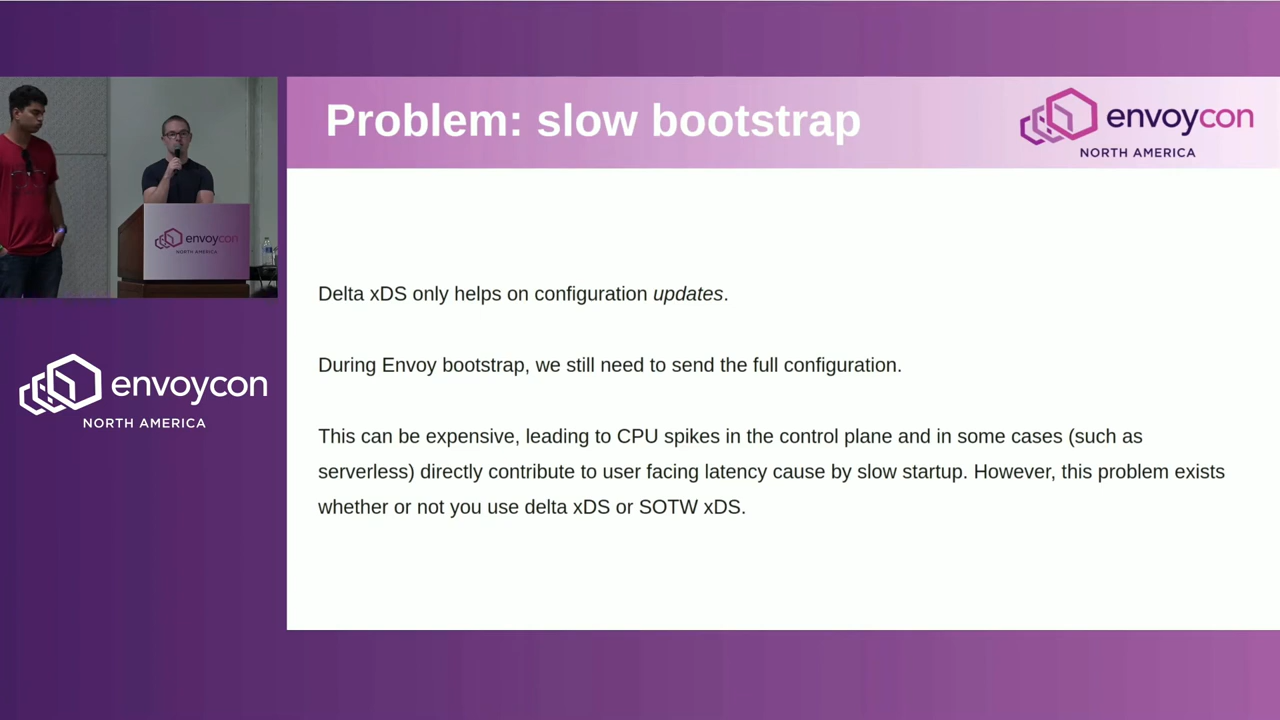 Problem: slow bootstrap
envoycon
NORTH AMERICA
Delta xDS only helps on configuration updates.
During Envoy bootstrap, we still need to send the full configuration.
This can be expensive, leading to CPU spikes in the control plane and in some cases (such as
serverless) directly contribute to user facing latency cause by slow startup. However, this problem exists
whether or not you use delta xDS or SOTW xDS.
envoycon
NORTH AMERICA
envoycon
NORTH AMERICA